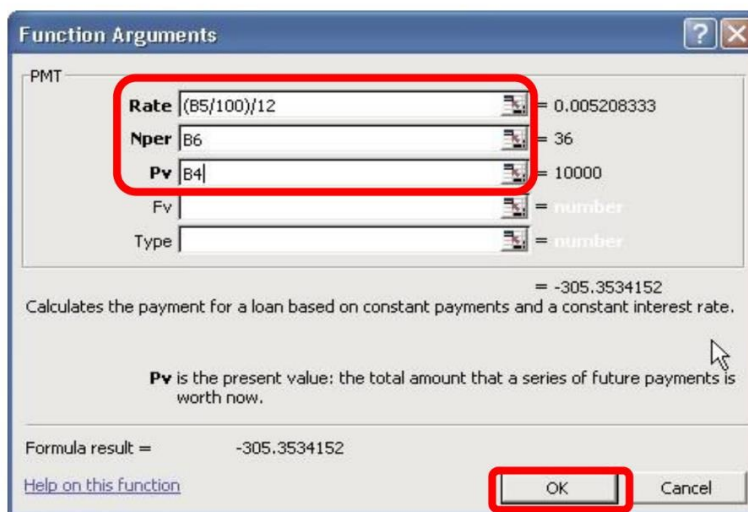 Function Arguments
PMT
Rate (B5/100)/12 = 0.005208333
Nper B6 = 36
Pv B4 = 10000
Fv = number
Type = number
= -305.3534152
Calculates the payment for a loan based on constant payments and a constant interest rate.
Pv is the present value: the total amount that a series of future payments is
worth now.
Formula result = -305.3534152
Help on this function OK Cancel